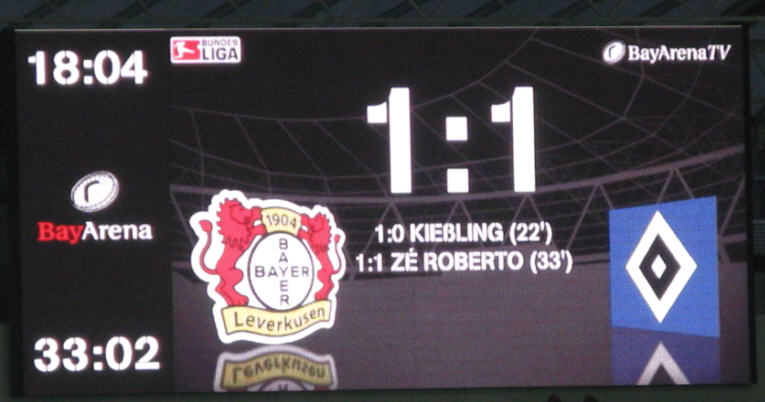 18:04
BUNDES
LIGA
BayArenaTV
1:1
BayArena
1:0 KIEßLING (22')
1:1 ZÉ ROBERTO (33')
1904
BAYER
BAYER
Leverkusen
33:02